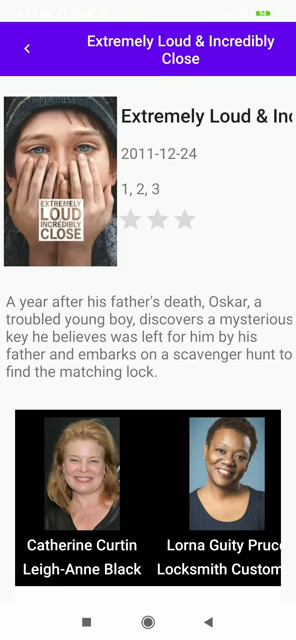 Extremely Loud & Incredibly
Close
Extremely Loud & Inc
2011-12-24
1, 2, 3
EXTREMELY
LOUD
INCREDIBLY
CLOSE
A year after his father's death, Oskar, a
troubled young boy, discovers a mysterious
key he believes was left for him by his
father and embarks on a scavenger hunt to
find the matching lock.
Catherine Curtin
Lorna Guity Pruce
Leigh-Anne Black
Locksmith Custom